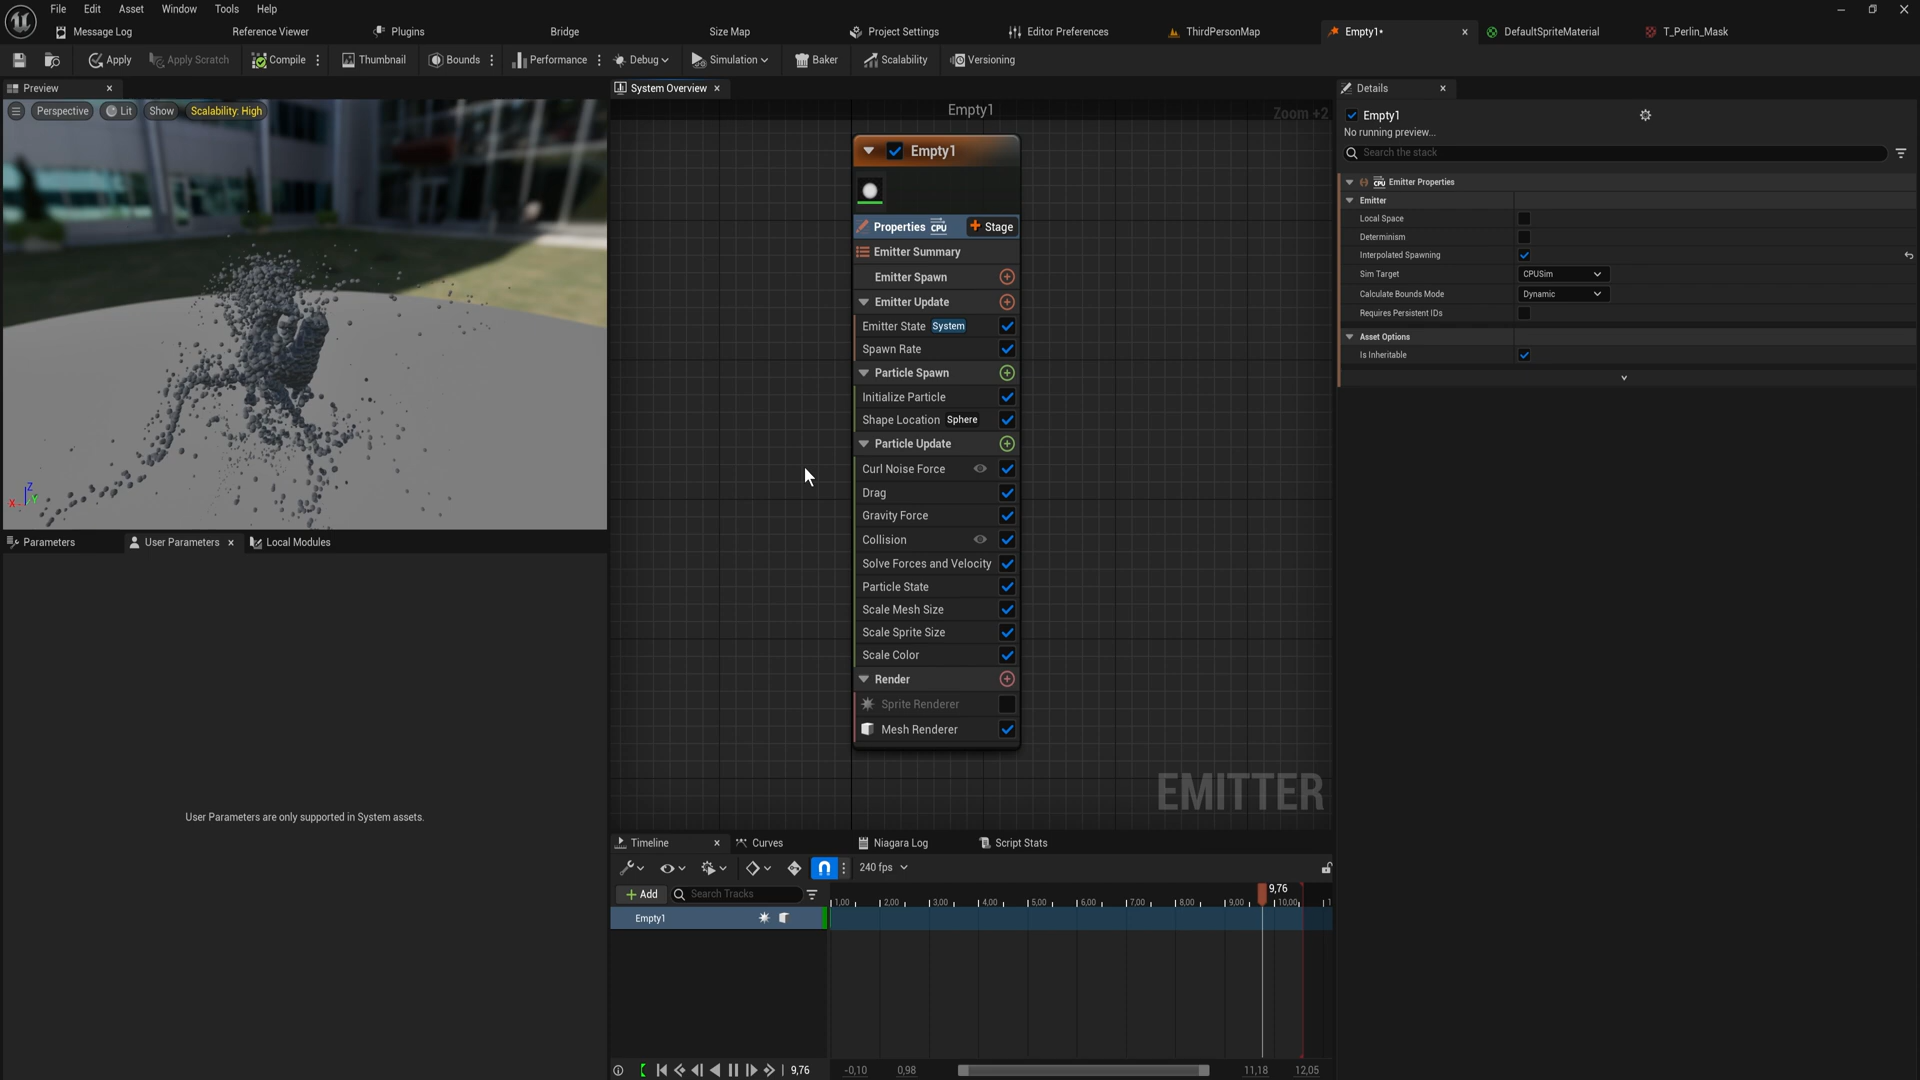 File Edit Asset Window Tools Help
Message Log Reference Viewer Plugins Bridge Size Map Project Settings Editor Preferences ThirdPersonMap Empty1• DefaultSpriteMaterial T_Perlin_Mask
Apply Apply Scratch Compile Thumbnail Bounds Performance Debug Simulation Baker Scalability Versioning
Preview
Perspective Lit Show Scalability: High
X Z Y
Parameters User Parameters Local Modules
User Parameters are only supported in System assets.
System Overview
Empty1 Zoom +2
Empty1
Properties CPU Stage
Emitter Summary
Emitter Spawn
Emitter Update
Emitter State System
Spawn Rate
Particle Spawn
Initialize Particle
Shape Location Sphere
Particle Update
Curl Noise Force
Drag
Gravity Force
Collision
Solve Forces and Velocity
Particle State
Scale Mesh Size
Scale Sprite Size
Scale Color
Render
Sprite Renderer
Mesh Renderer
EMITTER
Timeline Curves Niagara Log Script Stats
240 fps
+ Add Search Tracks
9,76
1,00 2,00 3,00 4,00 5,00 6,00 7,00 8,00 9,00 10,00 1
Empty1
9,76 -0,10 0,98 11,18 12,05
Details
Empty1
No running preview...
Search the stack
CPU Emitter Properties
Emitter
Local Space
Determinism
Interpolated Spawning
Sim Target CPUSim
Calculate Bounds Mode Dynamic
Requires Persistent IDs
Asset Options
Is Inheritable